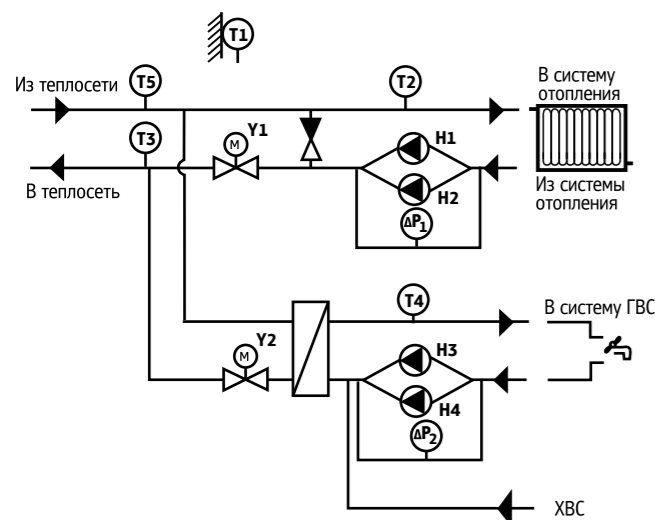 T1
Из теплосети
T5
T2
В систему
отопления
T3
Y1
M
H1
В теплосеть
H2
ΔP1
Из системы
отопления
T4
В систему ГВС
Y2
M
H3
H4
ΔP2
ХВС